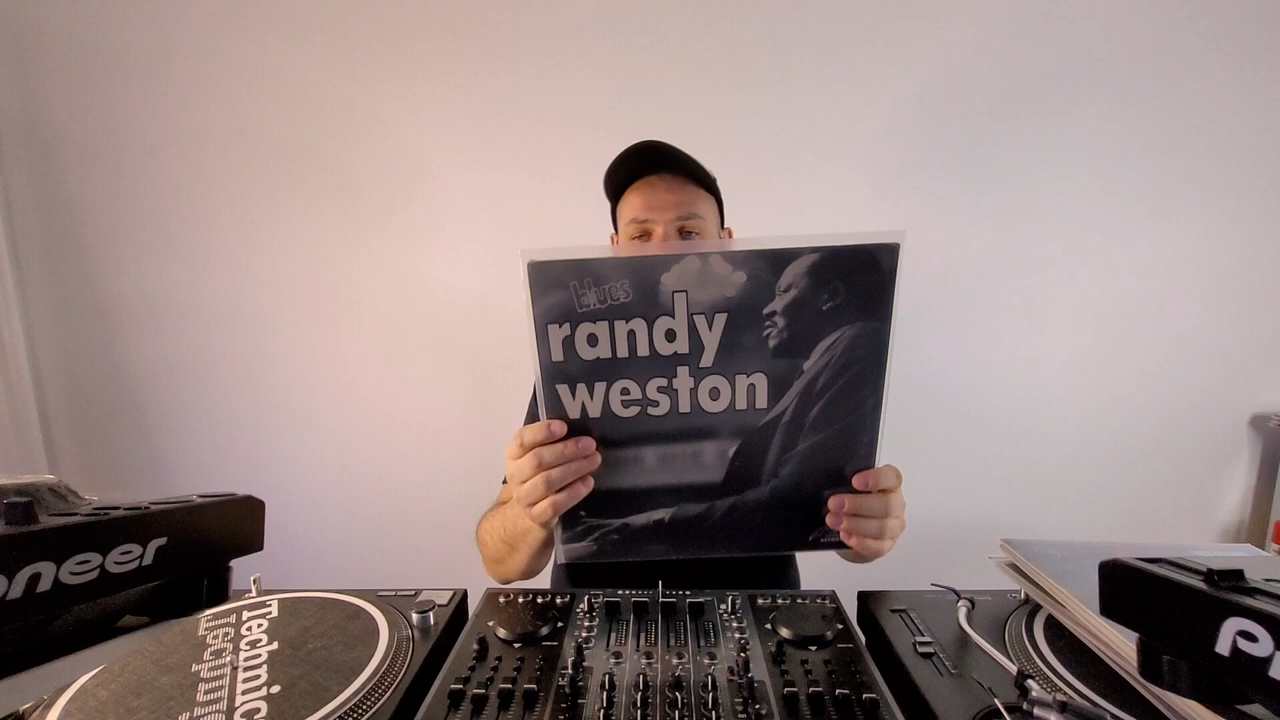 blues
randy
weston
oneer
Technics
Technics
P